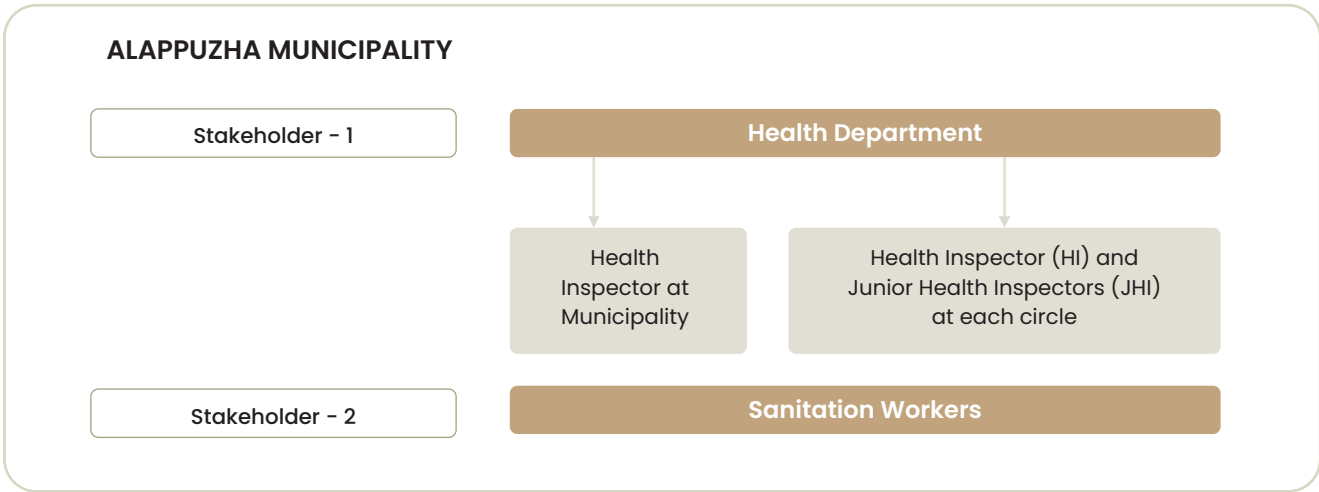 ALAPPUZHA MUNICIPALITY
Stakeholder - 1
Health Department
Health
Inspector at
Municipality
Health Inspector (HI) and
Junior Health Inspectors (JHI)
at each circle
Stakeholder - 2
Sanitation Workers